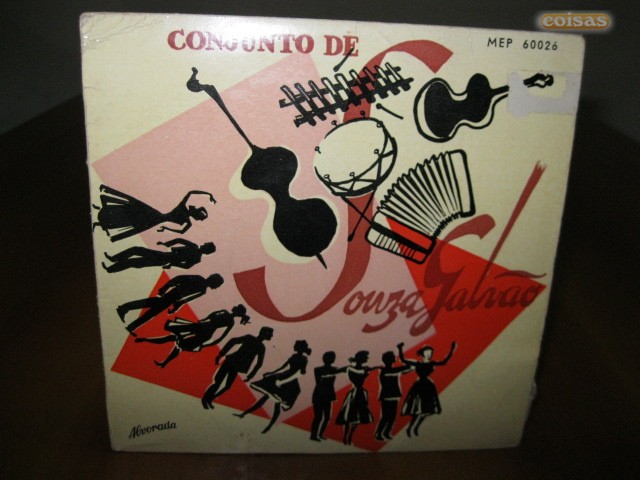 coisas
CONJUNTO DE
MEP 60026
Souza Galvão
Alvorada